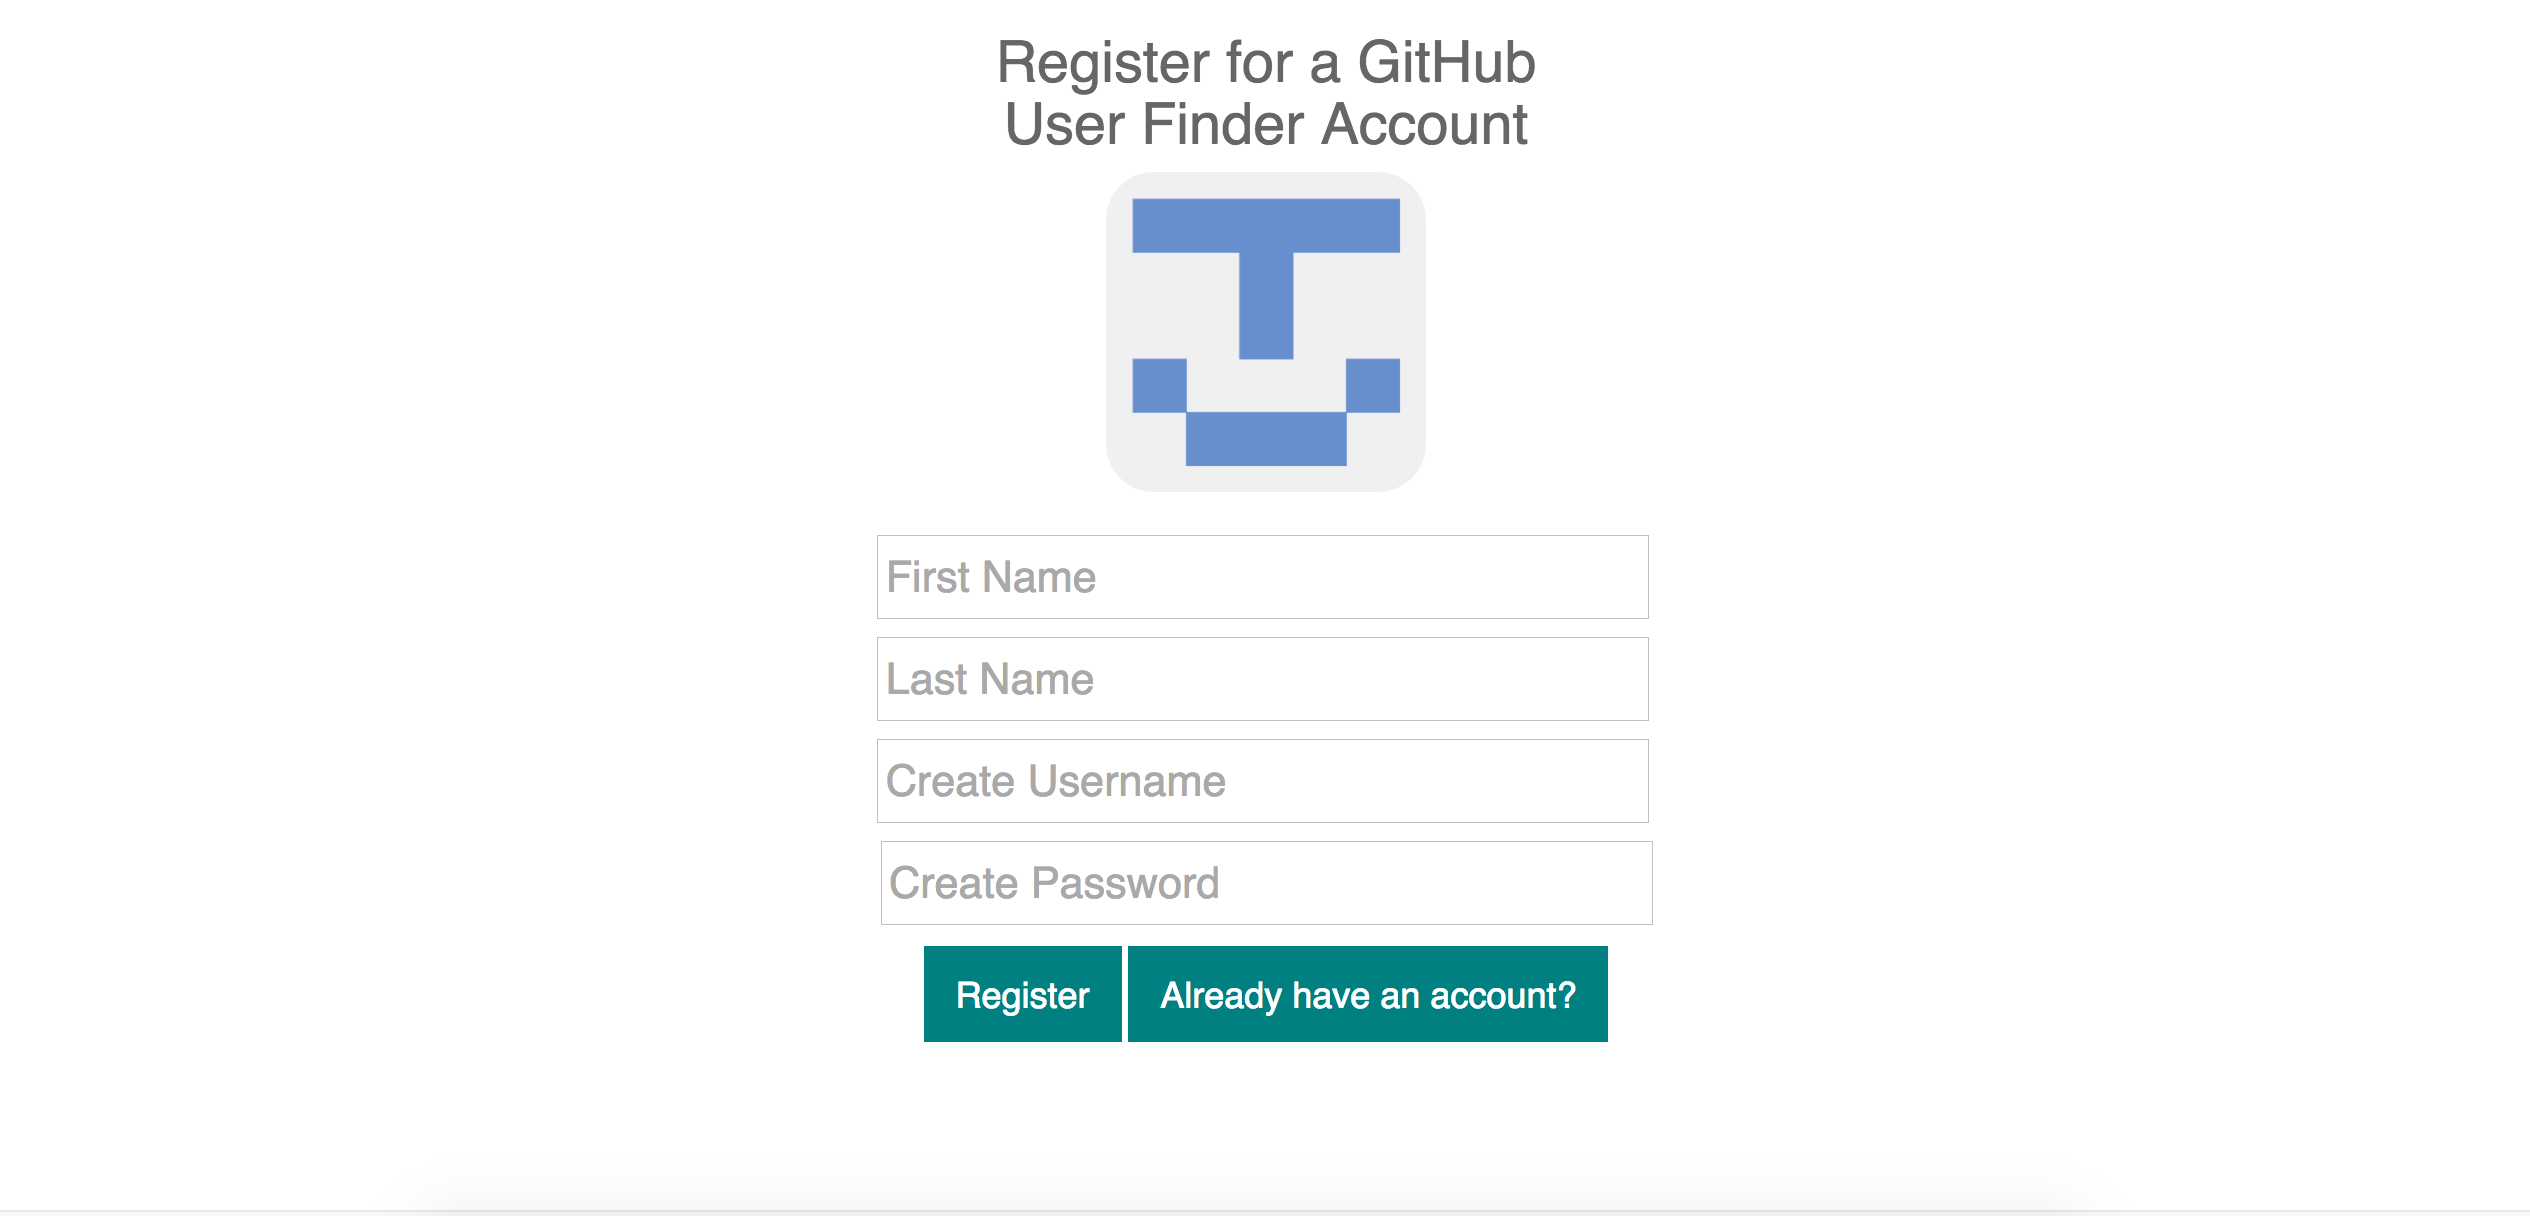 Register for a GitHub
User Finder Account
First Name
Last Name
Create Username
Create Password
Register
Already have an account?